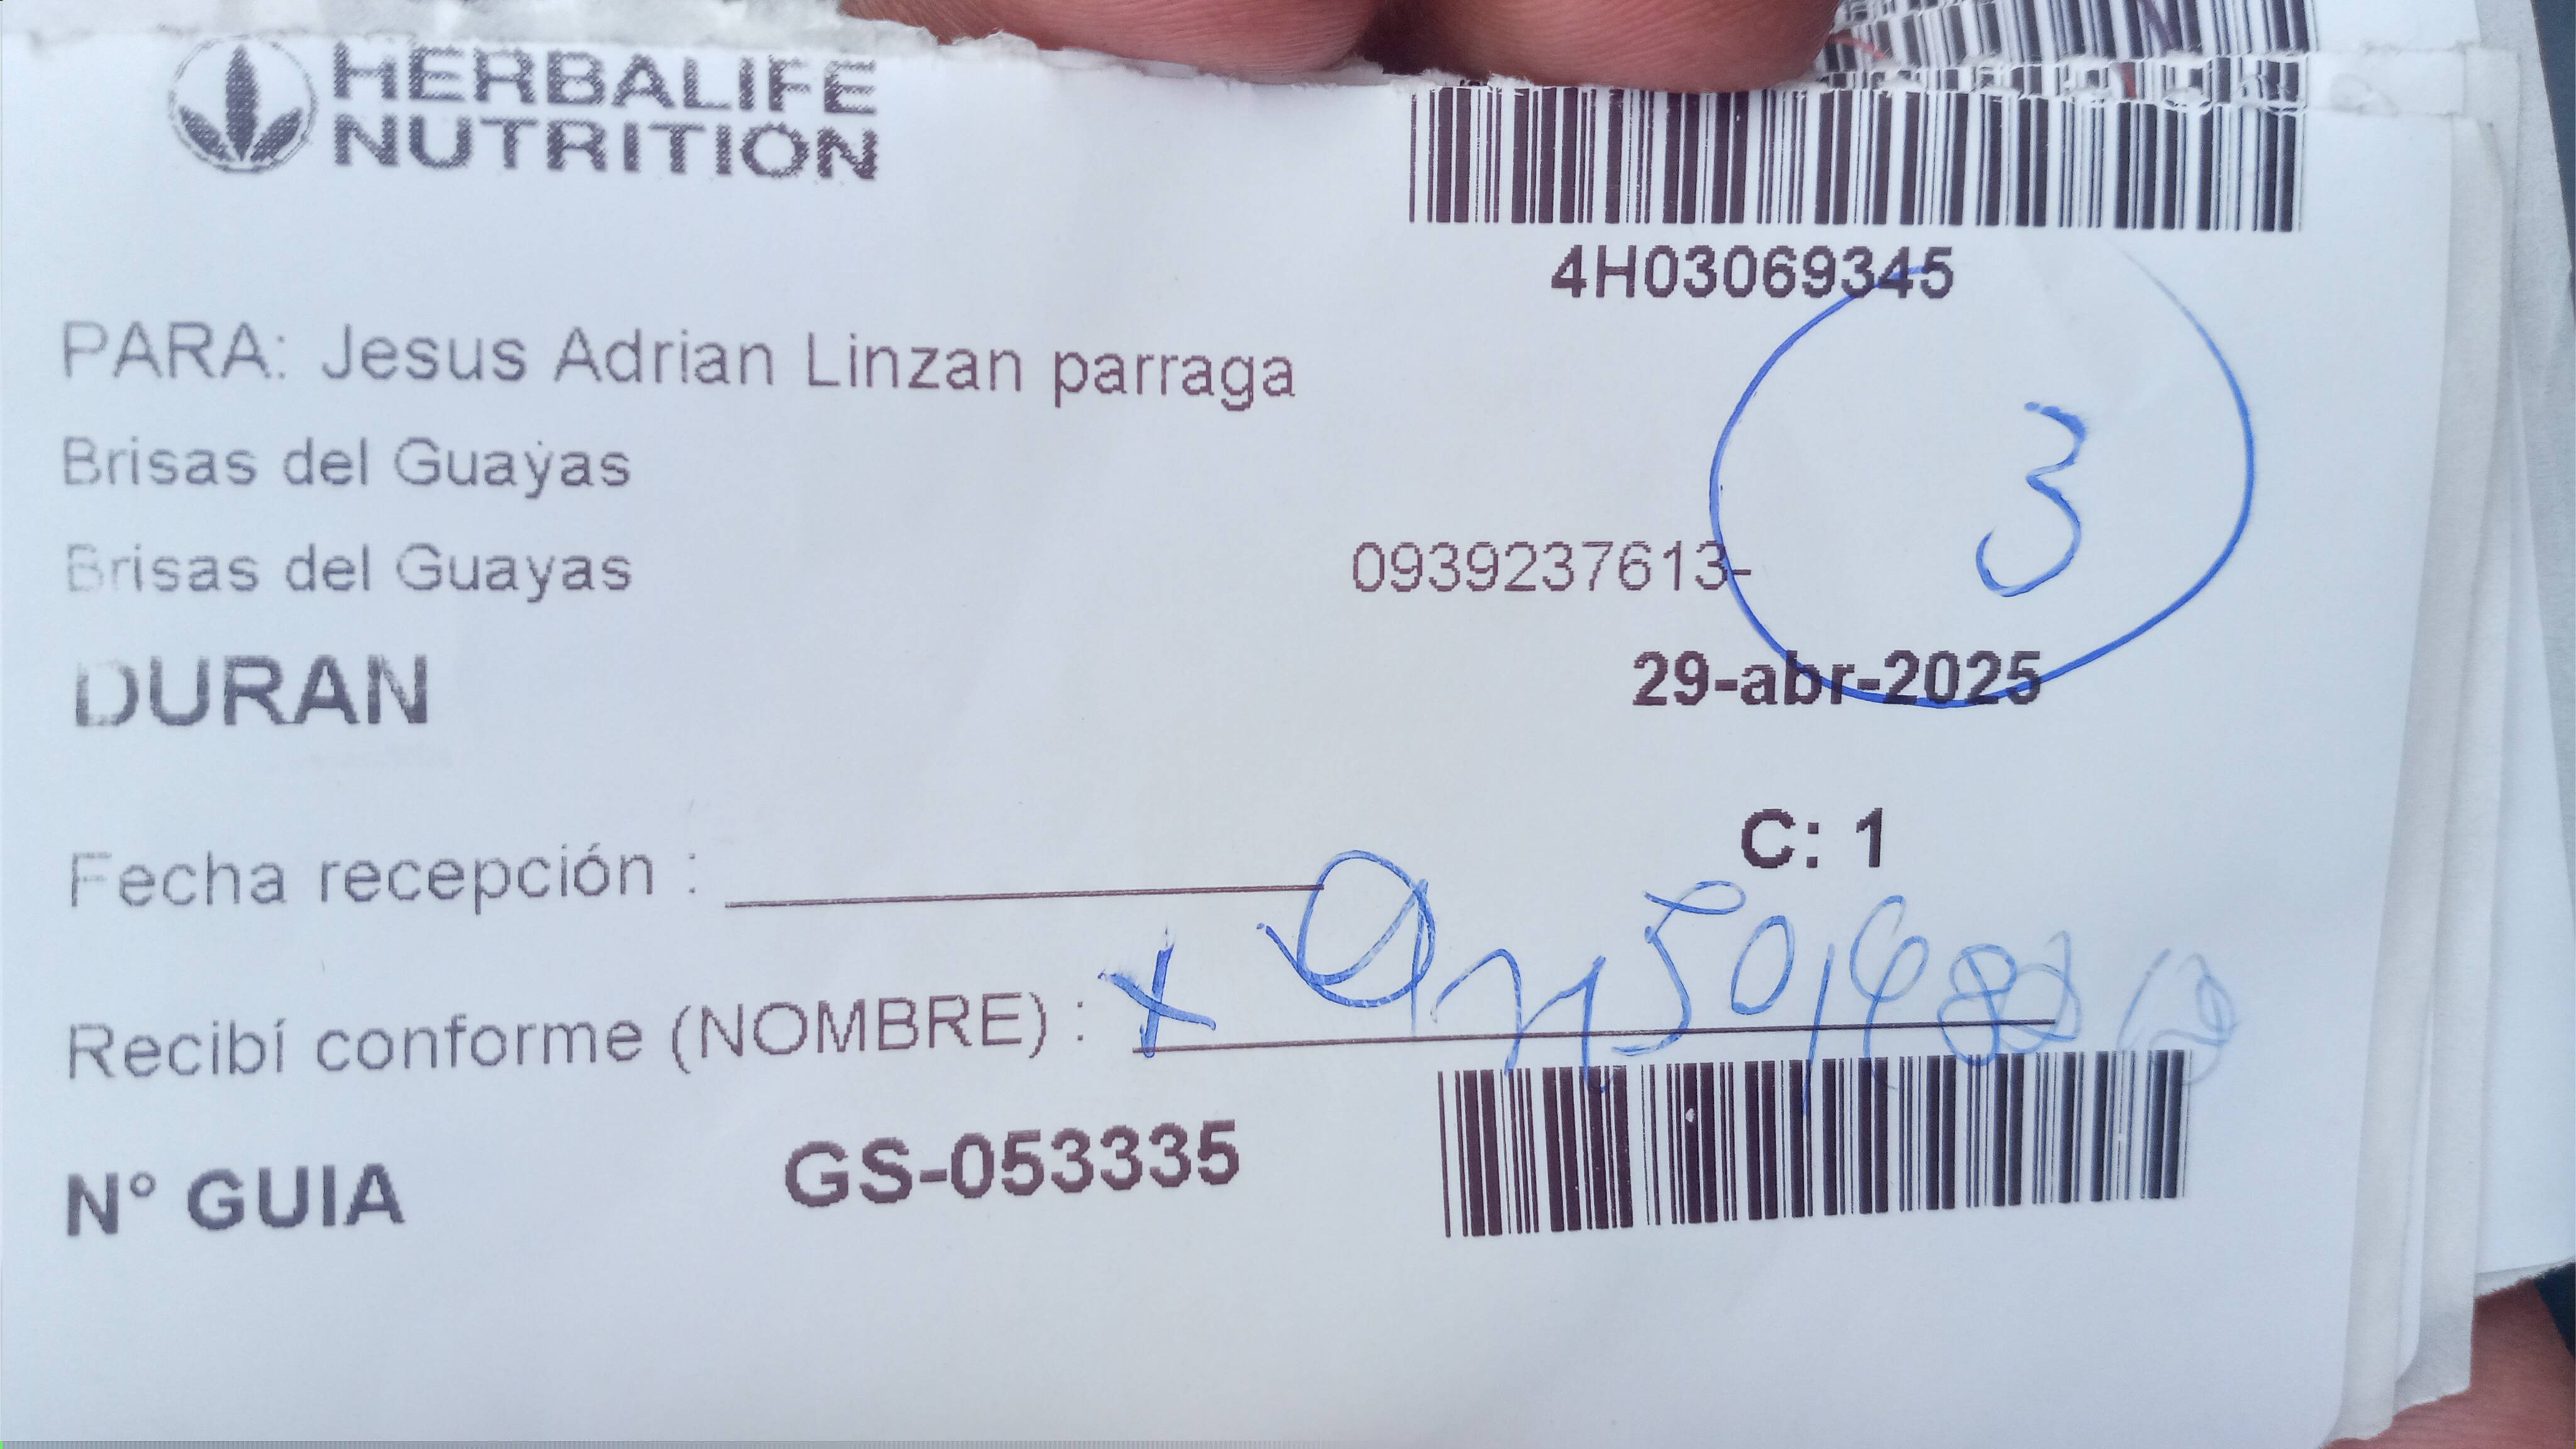 HERBALIFE
NUTRITION
4H03069345
PARA: Jesus Adrian Linzan parraga
Brisas del Guayas
3
Brisas del Guayas
0939237613-
DURAN
29-abr-2025
C: 1
Fecha recepción :
Recibí conforme (NOMBRE) : x
N° GUIA GS-053335